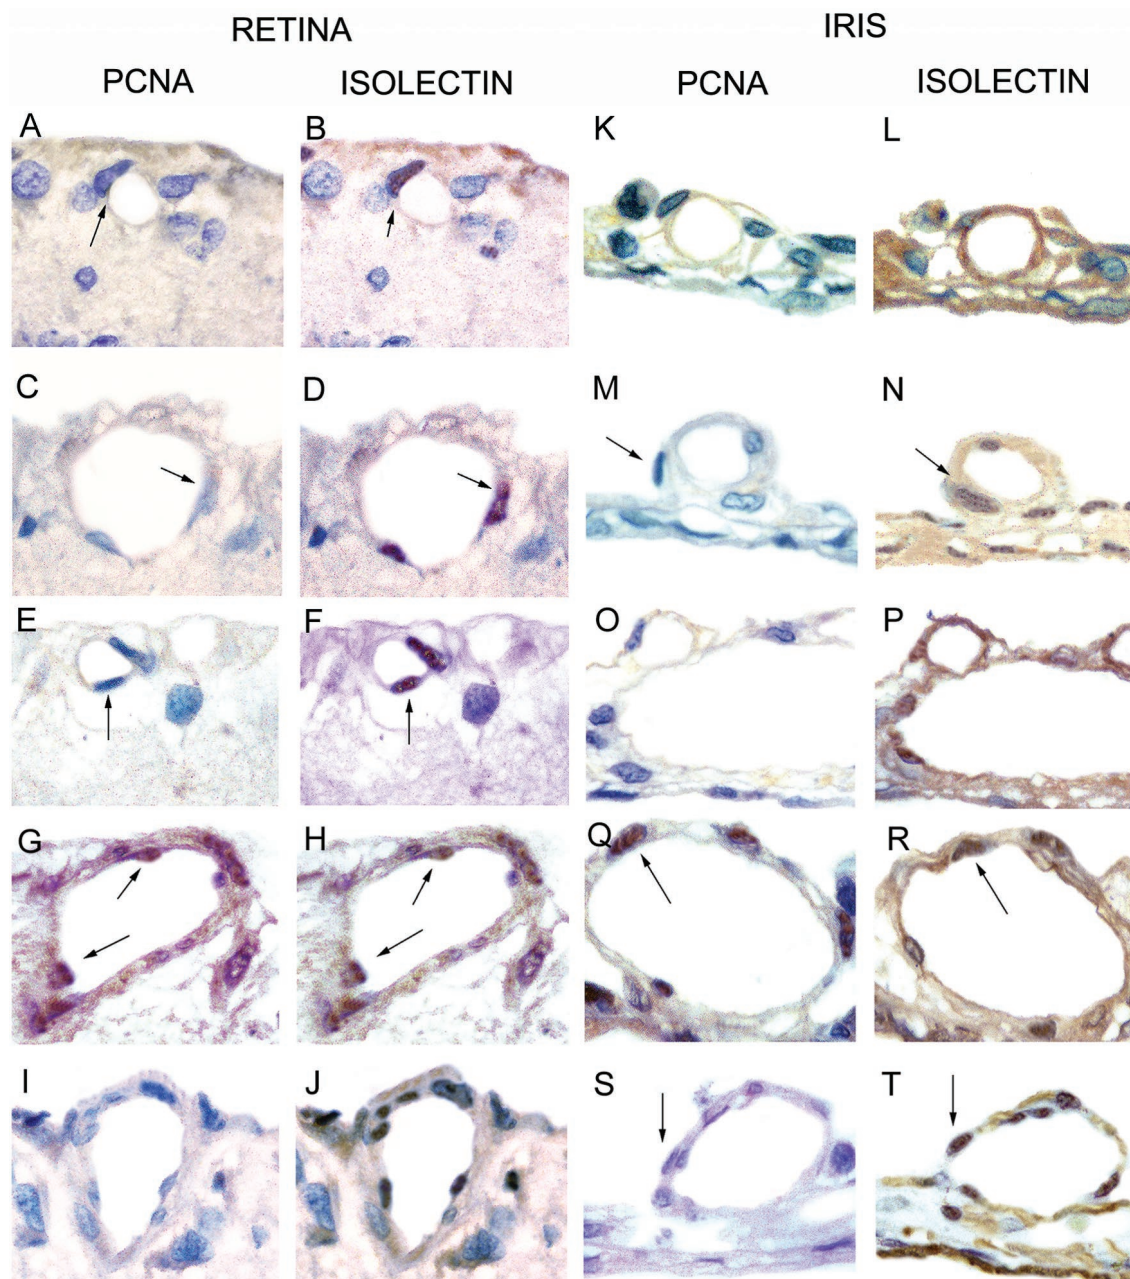 RETINA IRIS
PCNA ISOLECTIN PCNA ISOLECTIN
A B K L
C D M N
E F O P
G H Q R
I J S T